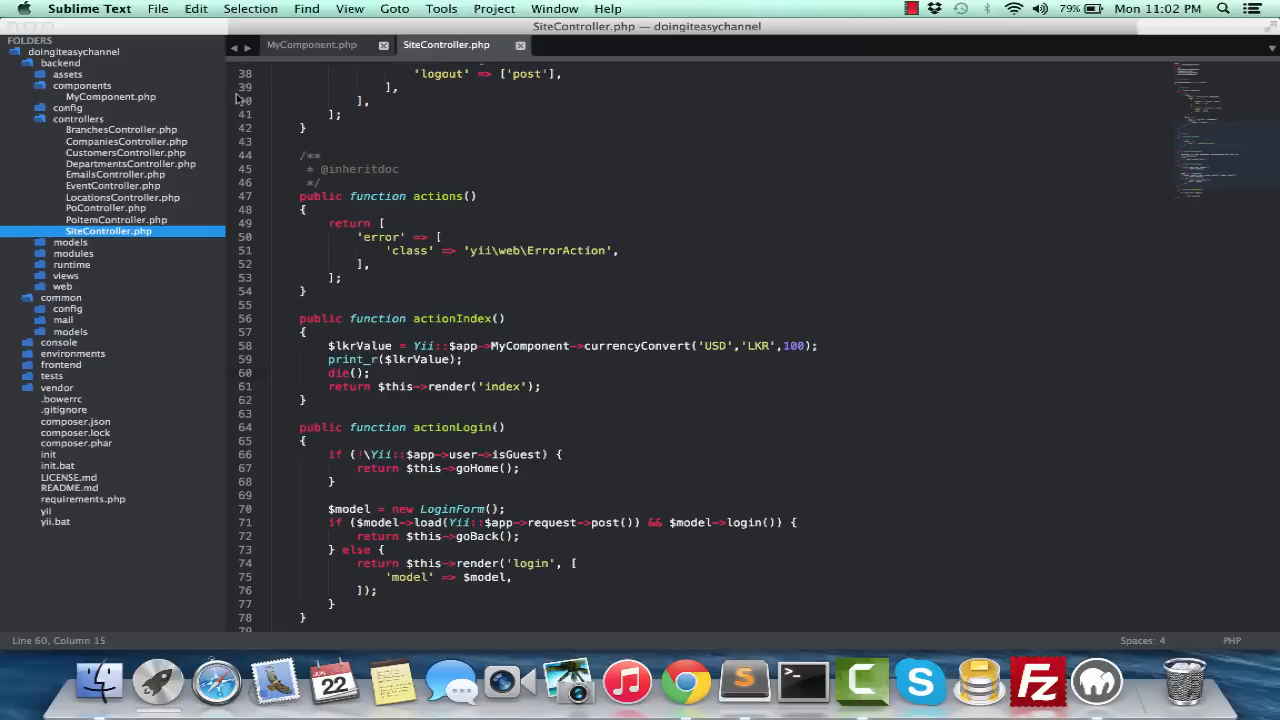 Sublime Text File Edit Selection Find View Goto Tools Project Window Help 79% Mon 11:02 PM
SiteController.php — doingiteasychannel
FOLDERS
doingiteasychannel
backend
assets
components
MyComponent.php
config
controllers
BranchesController.php
CompaniesController.php
CustomersController.php
DepartmentsController.php
EmailsController.php
EventController.php
LocationsController.php
PoController.php
PoItemController.php
SiteController.php
models
modules
runtime
views
web
common
config
mail
models
console
environments
frontend
tests
vendor
.bowerrc
.gitignore
composer.json
composer.lock
composer.phar
init
init.bat
LICENSE.md
README.md
requirements.php
yii
yii.bat
MyComponent.php SiteController.php
38 'logout' => ['post'],
39 ],
40 ],
41 ];
42 }
43
44 /**
45 * @inheritdoc
46 */
47 public function actions()
48 {
49 return [
50 'error' => [
51 'class' => 'yii\web\ErrorAction',
52 ],
53 ];
54 }
55
56 public function actionIndex()
57 {
58 $lkrValue = Yii::$app->MyComponent->currencyConvert('USD','LKR',100);
59 print_r($lkrValue);
60 die();
61 return $this->render('index');
62 }
63
64 public function actionLogin()
65 {
66 if (!\Yii::$app->user->isGuest) {
67 return $this->goHome();
68 }
69
70 $model = new LoginForm();
71 if ($model->load(Yii::$app->request->post()) && $model->login()) {
72 return $this->goBack();
73 } else {
74 return $this->render('login', [
75 'model' => $model,
76 ]);
77 }
78 }
79
Line 60, Column 15 Spaces: 4 PHP
JUN
22